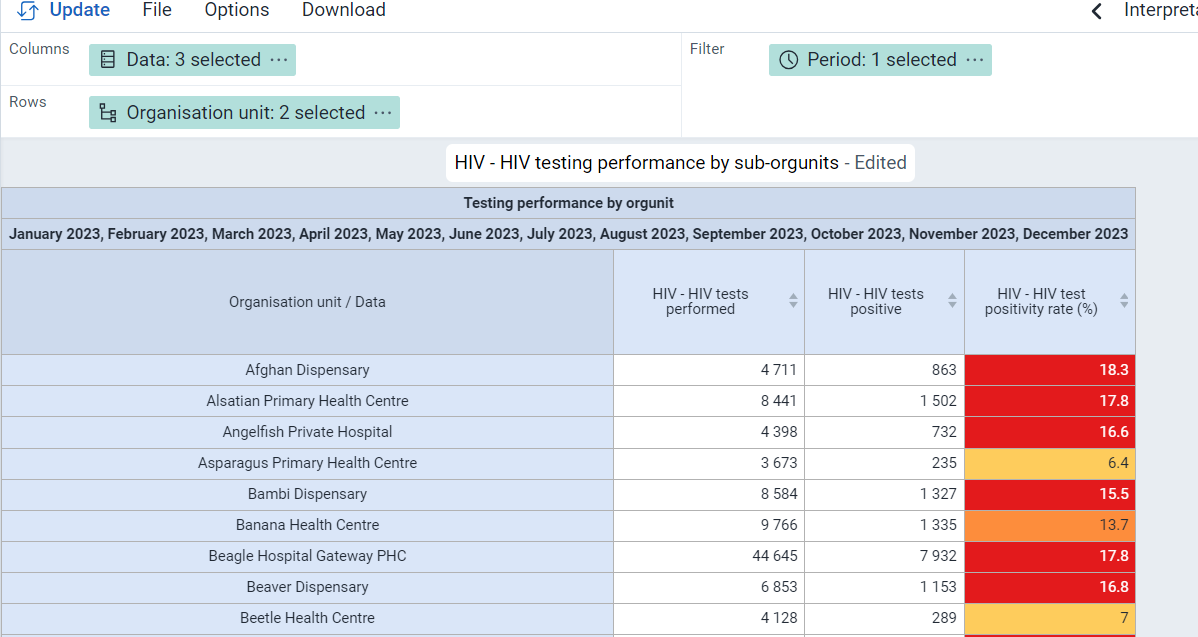 Update File Options Download Interpreta
Columns Data: 3 selected ··· Filter Period: 1 selected ···
Rows Organisation unit: 2 selected ···
HIV - HIV testing performance by sub-orgunits - Edited
Testing performance by orgunit
January 2023, February 2023, March 2023, April 2023, May 2023, June 2023, July 2023, August 2023, September 2023, October 2023, November 2023, December 2023
Organisation unit / Data
HIV - HIV tests
performed
HIV - HIV tests
positive
HIV - HIV test
positivity rate (%)
Afghan Dispensary 4 711 863 18.3
Alsatian Primary Health Centre 8 441 1 502 17.8
Angelfish Private Hospital 4 398 732 16.6
Asparagus Primary Health Centre 3 673 235 6.4
Bambi Dispensary 8 584 1 327 15.5
Banana Health Centre 9 766 1 335 13.7
Beagle Hospital Gateway PHC 44 645 7 932 17.8
Beaver Dispensary 6 853 1 153 16.8
Beetle Health Centre 4 128 289 7